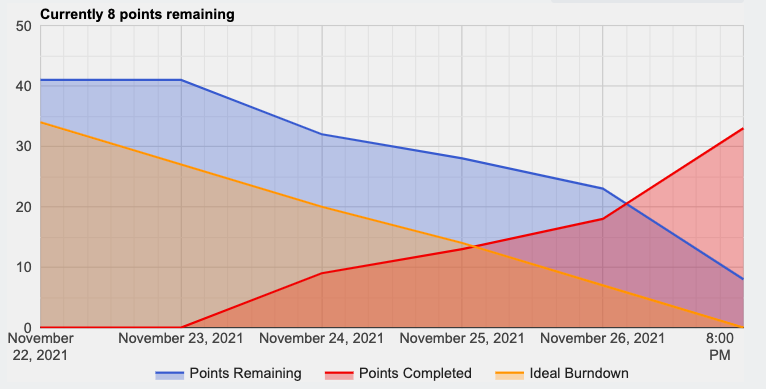 Currently 8 points remaining
50
40
30
20
10
0
November
22, 2021
November 23, 2021
November 24, 2021
November 25, 2021
November 26, 2021
8:00
PM
Points Remaining
Points Completed
Ideal Burndown